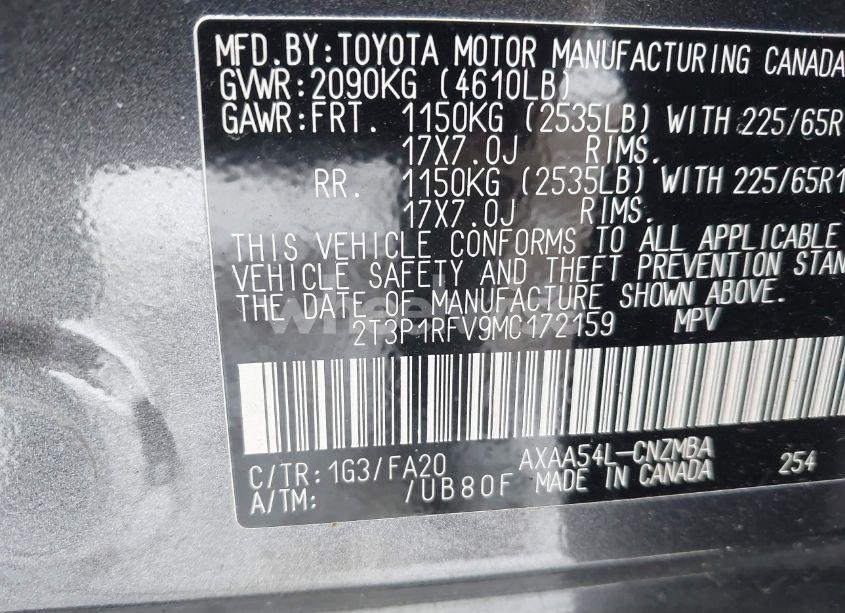 MFD.BY:TOYOTA MOTOR MANUFACTURING CANADA
GVWR:2090KG (4610LB)
GAWR:FRT. 1150KG (2535LB) WITH 225/65R
17X7.0J RIMS.
RR. 1150KG (2535LB) WITH 225/65R1
17X7.0J RIMS.
THIS VEHICLE CONFORMS TO ALL APPLICABLE
VEHICLE SAFETY AND THEFT PREVENTION STAN
THE DATE OF MANUFACTURE SHOWN ABOVE.
2T3P1RFV9MC172159 MPV
C/TR:1G3/FA20 AXAA54L-CNZMBA 254
A/TM: /UB80F MADE IN CANADA